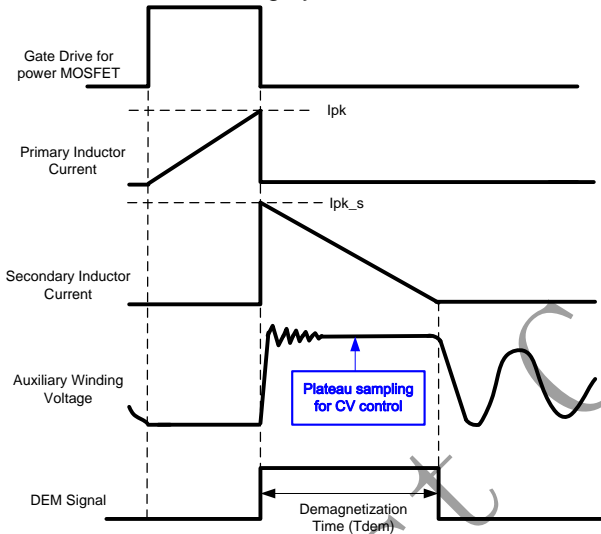 Gate Drive for
power MOSFET
Ipk
Primary Inductor
Current
Ipk_s
Secondary Inductor
Current
Auxiliary Winding
Voltage
Plateau sampling
for CV control
DEM Signal
Demagnetization
Time (Tdem)